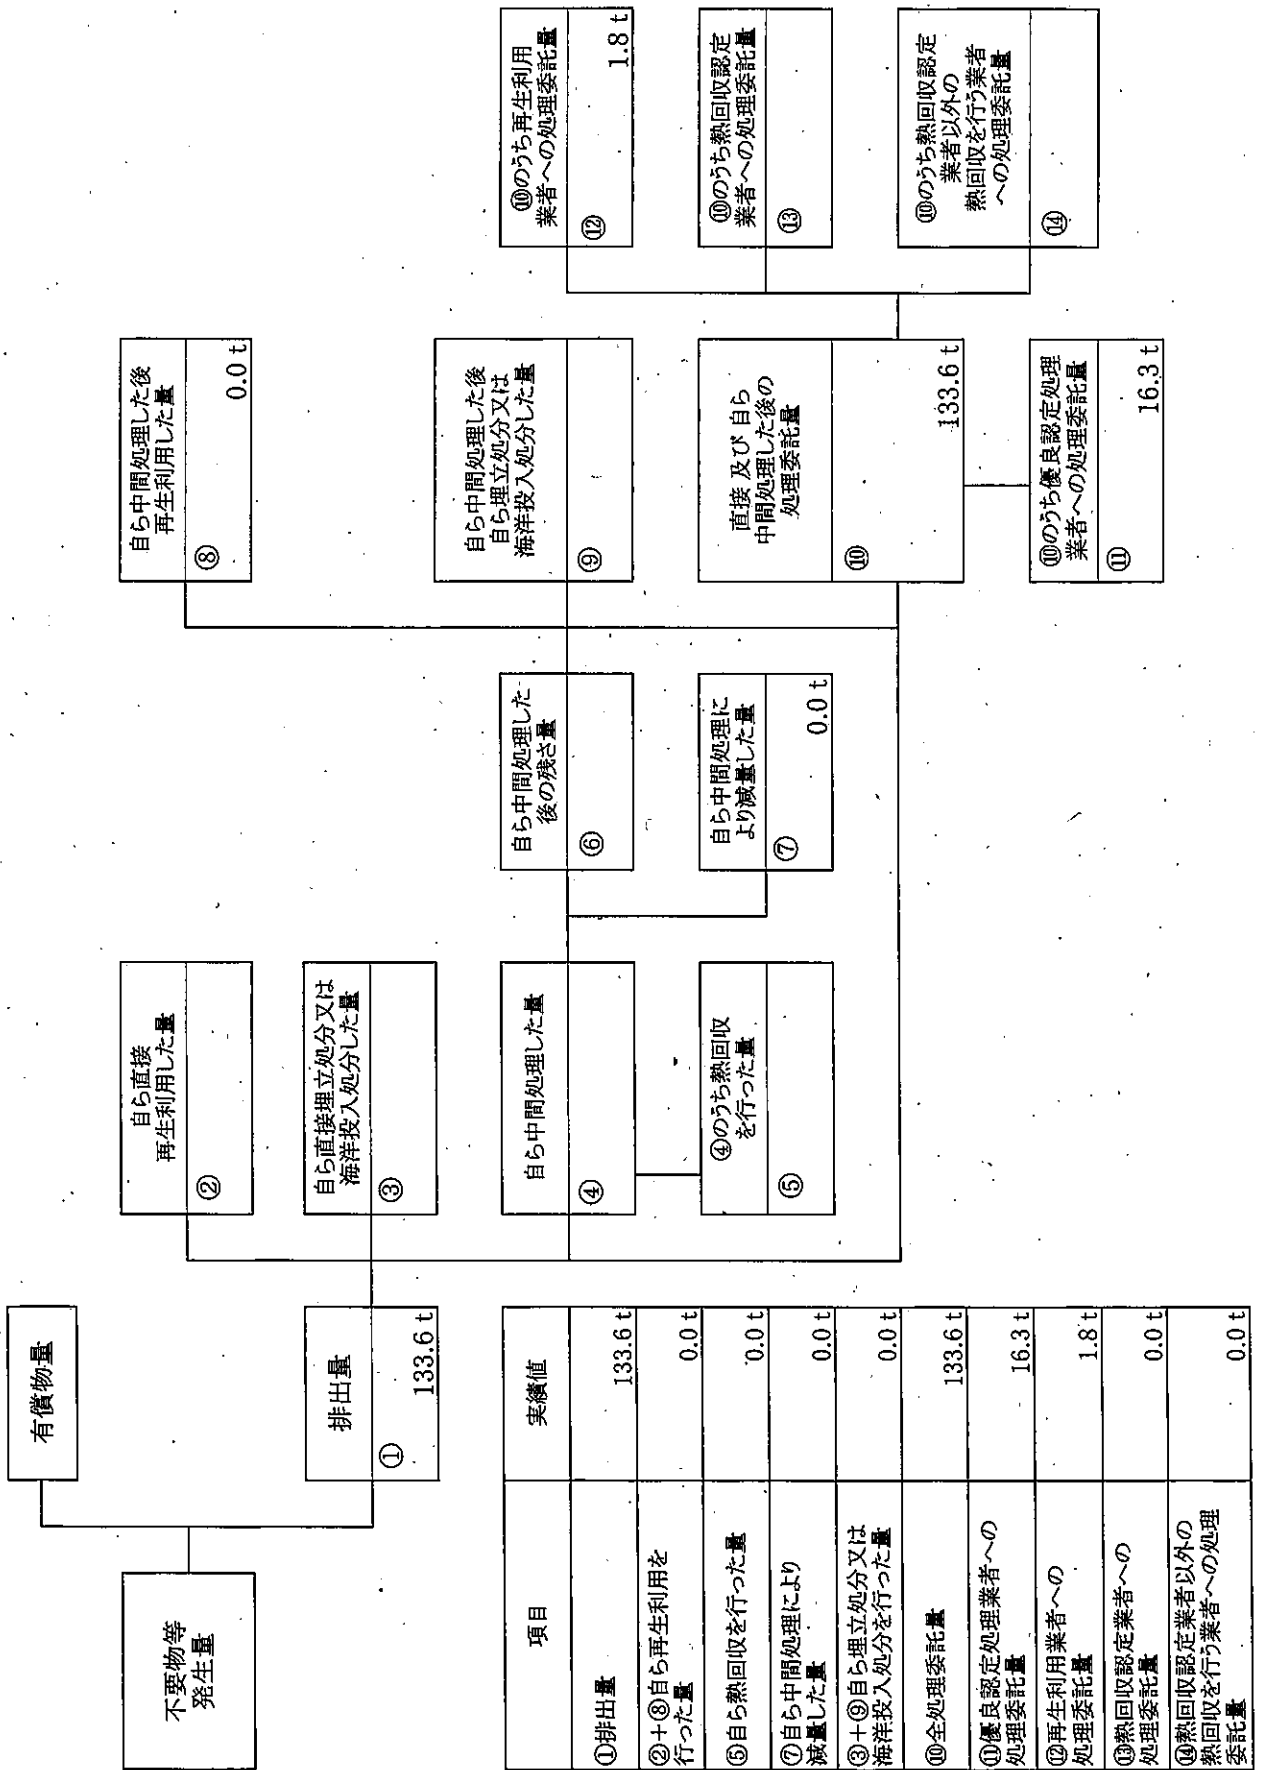 不要物等
発生量
有償物量
排出量
①
133.6 t
自ら直接
再生利用した量
②
自ら直接埋立処分又は
海洋投入処分した量
③
自ら中間処理した量
④
④のうち熱回収
を行った量
⑤
自ら中間処理した
後の残さ量
⑥
自ら中間処理に
より減量した量
⑦
0.0 t
自ら中間処理した後
再生利用した量
⑧
0.0 t
自ら中間処理した後
自ら埋立処分又は
海洋投入処分した量
⑨
直接 及び 自ら
中間処理した後の
処理委託量
⑩
133.6 t
⑩のうち優良認定処理
業者への処理委託量
⑪
16.3 t
⑩のうち再生利用
業者への処理委託量
⑫
1.8 t
⑩のうち熱回収認定
業者への処理委託量
⑬
⑩のうち熱回収認定
業者以外の
熱回収を行う業者
への処理委託量
⑭
項目
実績値
①排出量
133.6 t
②+⑧自ら再生利用を
行った量
0.0 t
⑤自ら熱回収を行った量
0.0 t
⑦自ら中間処理により
減量した量
0.0 t
③+⑨自ら埋立処分又は
海洋投入処分を行った量
0.0 t
⑩全処理委託量
133.6 t
⑪優良認定処理業者への
処理委託量
16.3 t
⑫再生利用業者への
処理委託量
1.8 t
⑬熱回収認定業者への
処理委託量
0.0 t
⑭熱回収認定業者以外の
熱回収を行う業者への処理
委託量
0.0 t